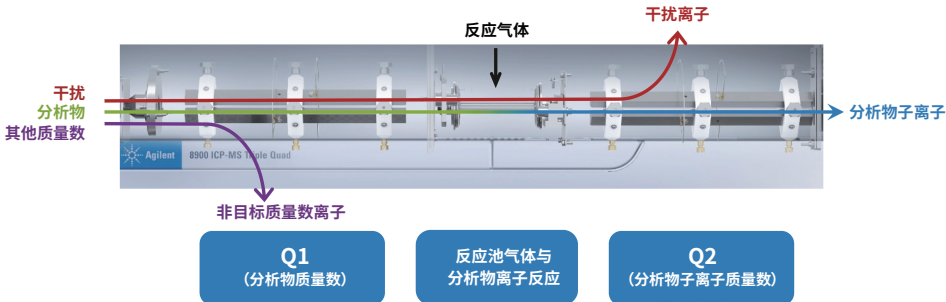 干扰离子
反应气体
干扰
分析物
其他质量数
分析物子离子
Agilent
8900 ICP-MS Triple Quad
非目标质量数离子
Q1
（分析物质量数）
反应池气体与
分析物离子反应
Q2
（分析物子离子质量数）